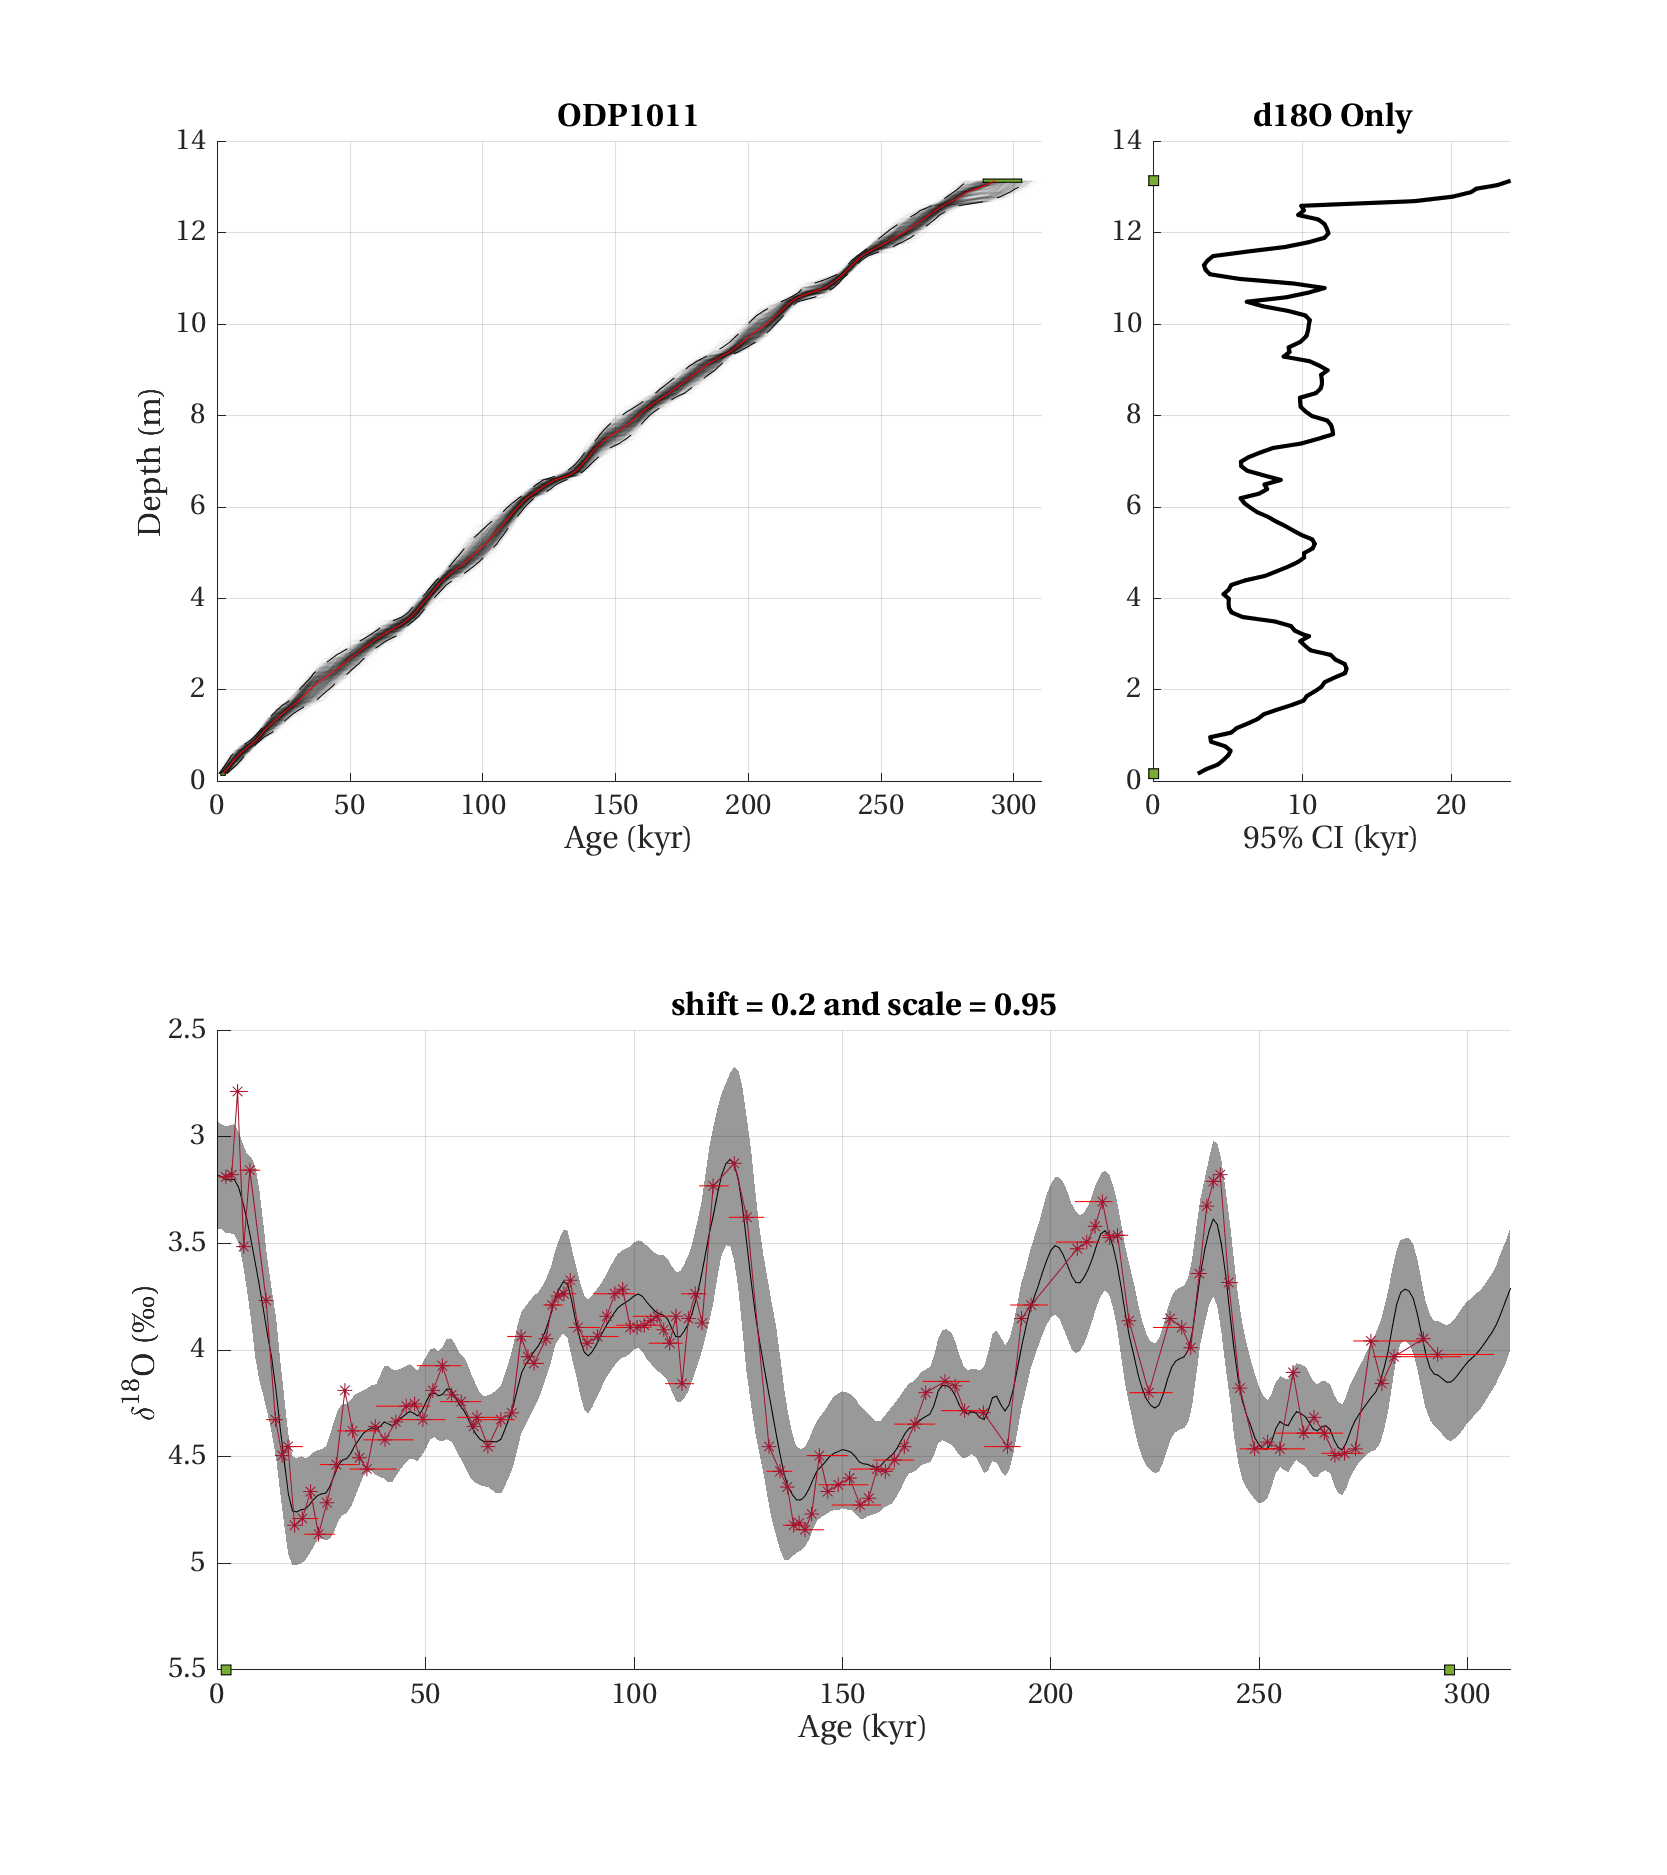 ODP1011
d18O Only
14
12
10
8
6
4
2
0
Depth (m)
0 50 100 150 200 250 300
Age (kyr)
14
12
10
8
6
4
2
0
0 10 20
95% CI (kyr)
shift = 0.2 and scale = 0.95
2.5
3
3.5
4
4.5
5
5.5
δ¹⁸O (‰)
0 50 100 150 200 250 300
Age (kyr)